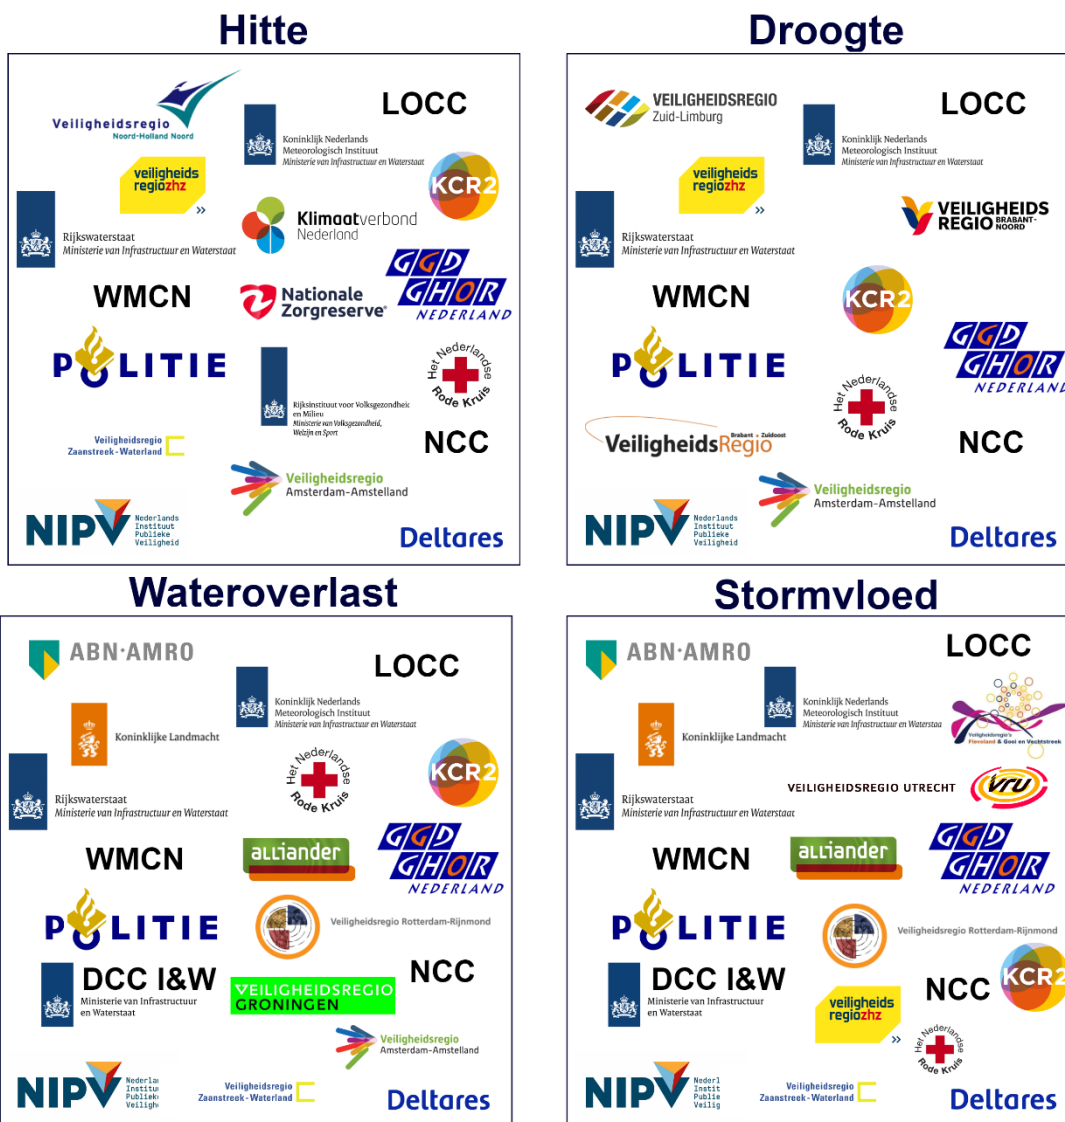 Hitte
Veiligheidsregio
Noord-Holland Noord
LOCC
Koninklijk Nederlands
Meteorologisch Instituut
Ministerie van Infrastructuur en Waterstaat
veiligheids
regiozhz
»
KCR2
Klimaatverbond
Nederland
Rijkswaterstaat
Ministerie van Infrastructuur en Waterstaat
GGD
GHOR
NEDERLAND
WMCN
Nationale
Zorgreserve
POLITIE
Het Nederlandse
Rode Kruis
Rijksinstituut voor Volksgezondheid
en Milieu
Ministerie van Volksgezondheid,
Welzijn en Sport
Veiligheidsregio
Zaanstreek-Waterland
NCC
Veiligheidsregio
Amsterdam-Amstelland
NIPV
Nederlands
Instituut
Publieke
Veiligheid
Deltares
Droogte
VEILIGHEIDSREGIO
Zuid-Limburg
LOCC
Koninklijk Nederlands
Meteorologisch Instituut
Ministerie van Infrastructuur en Waterstaat
veiligheids
regiozhz
»
VEILIGHEIDS
REGIO BRABANT-
NOORD
Rijkswaterstaat
Ministerie van Infrastructuur en Waterstaat
WMCN
KCR2
GGD
GHOR
NEDERLAND
POLITIE
Het Nederlandse
Rode Kruis
Brabant Zuidoost
VeiligheidsRegio
NCC
Veiligheidsregio
Amsterdam-Amstelland
NIPV
Nederlands
Instituut
Publieke
Veiligheid
Deltares
Wateroverlast
ABN·AMRO
LOCC
Koninklijk Nederlands
Meteorologisch Instituut
Ministerie van Infrastructuur en Waterstaat
Koninklijke Landmacht
Het Nederlandse
Rode Kruis
KCR2
Rijkswaterstaat
Ministerie van Infrastructuur en Waterstaat
WMCN
alliander
GGD
GHOR
NEDERLAND
POLITIE
Veiligheidsregio Rotterdam-Rijnmond
DCC I&W
Ministerie van Infrastructuur
en Waterstaat
NCC
VEILIGHEIDSREGIO
GRONINGEN
Veiligheidsregio
Amsterdam-Amstelland
NIPV
Nederlan
Instituu
Publieke
Veiligh
Veiligheidsregio
Zaanstreek-Waterland
Deltares
Stormvloed
ABN·AMRO
LOCC
Koninklijk Nederlands
Meteorologisch Instituut
Ministerie van Infrastructuur en Waterstaa
Veiligheidsregio's
Flevoland & Gooi en Vechtstreek
Koninklijke Landmacht
VEILIGHEIDSREGIO UTRECHT
vru
Rijkswaterstaat
Ministerie van Infrastructuur en Waterstaat
WMCN
alliander
GGD
GHOR
NEDERLAND
POLITIE
Veiligheidsregio Rotterdam-Rijnmond
DCC I&W
Ministerie van Infrastructuur
en Waterstaat
NCC
KCR2
veiligheids
regiozhz
»
Het Nederlandse
Rode Kruis
NIPV
Nederl
Instit
Publie
Veilig
Veiligheidsregio
Zaanstreek-Waterland
Deltares